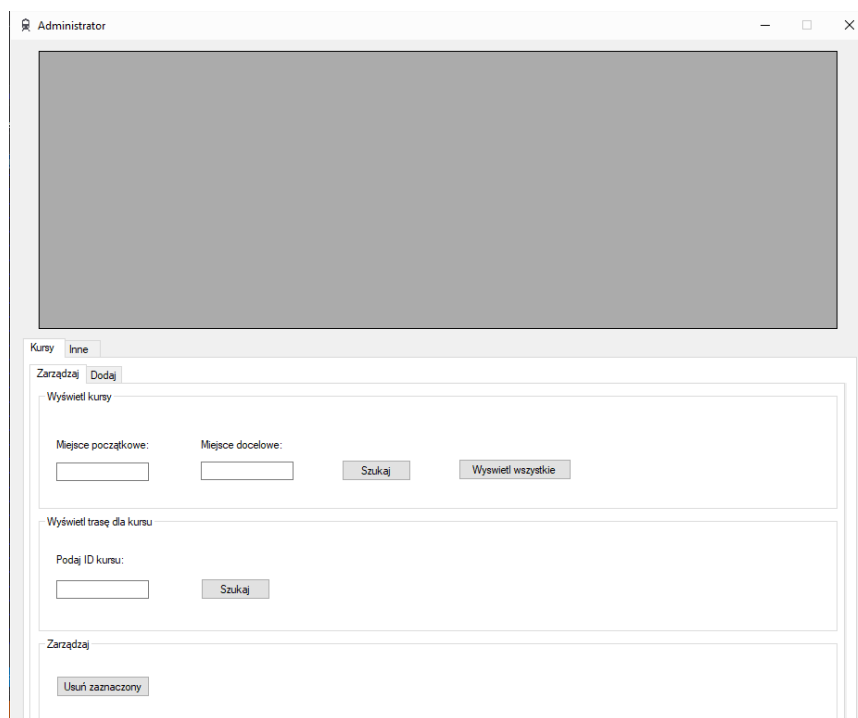 Administrator
Kursy Inne
Zarządzaj Dodaj
Wyświetl kursy
Miejsce początkowe: Miejsce docelowe:
Szukaj Wyswietl wszystkie
Wyświetl trasę dla kursu
Podaj ID kursu:
Szukaj
Zarządzaj
Usuń zaznaczony